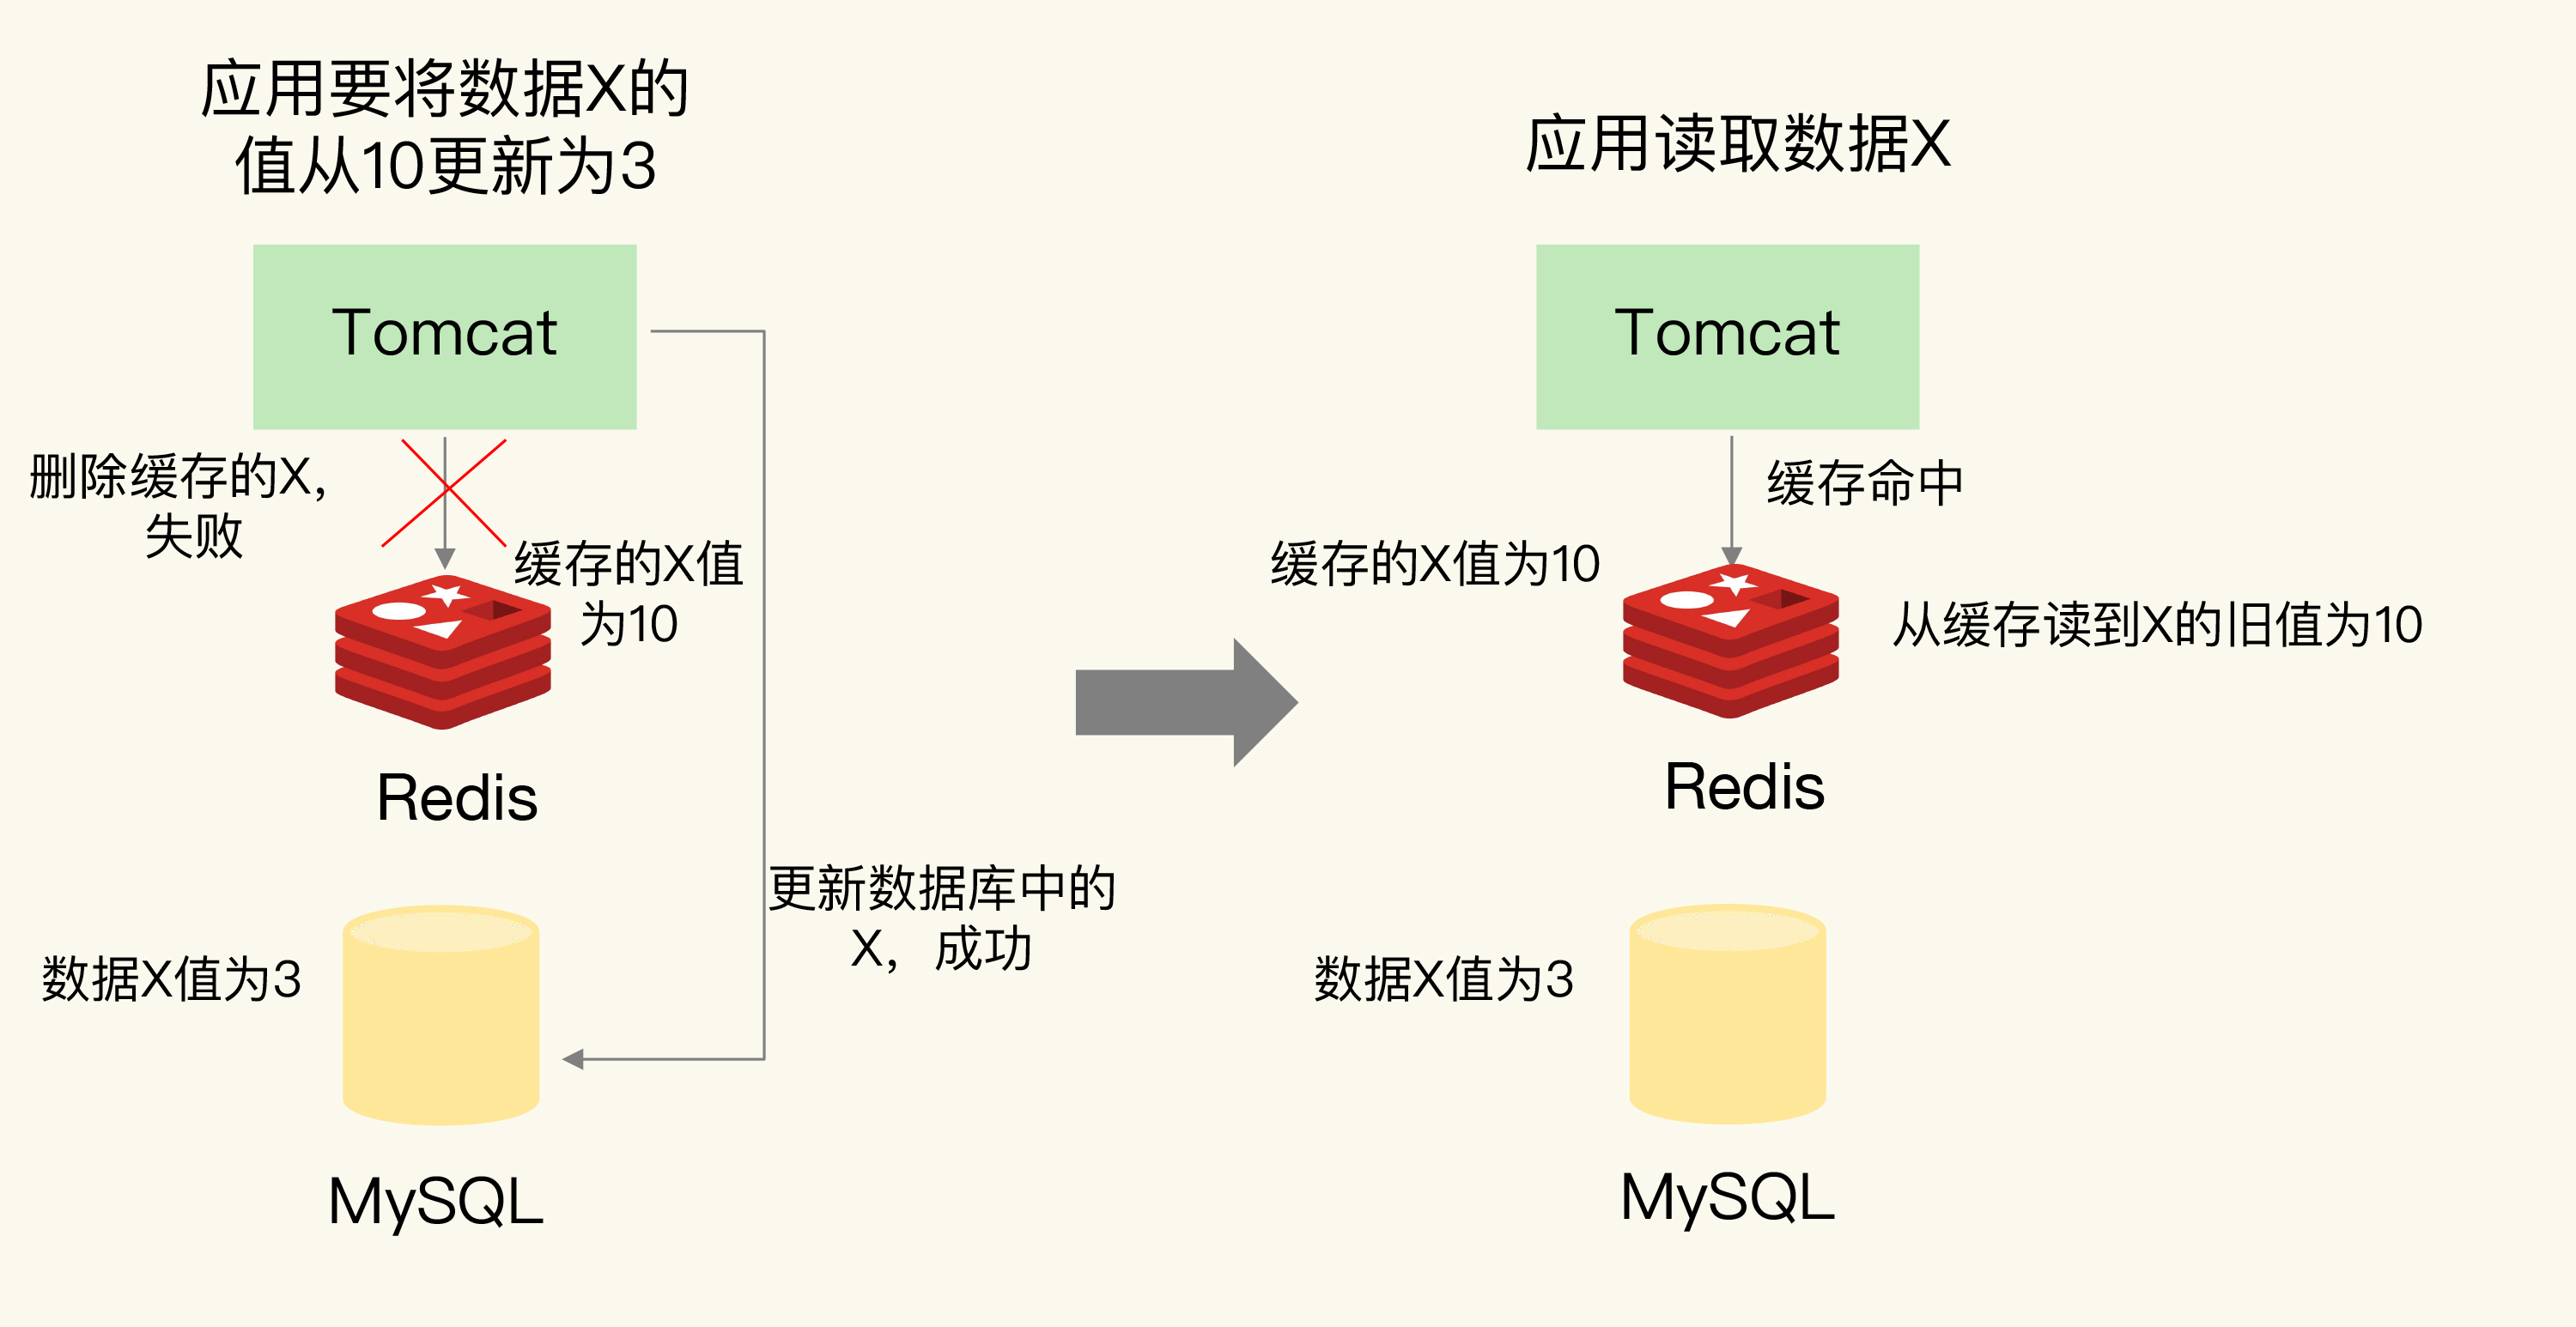 应用要将数据X的
值从10更新为3
Tomcat
删除缓存的X,
失败
缓存的X值
为10
Redis
更新数据库中的
X，成功
数据X值为3
MySQL
应用读取数据X
Tomcat
缓存命中
缓存的X值为10
从缓存读到X的旧值为10
Redis
数据X值为3
MySQL